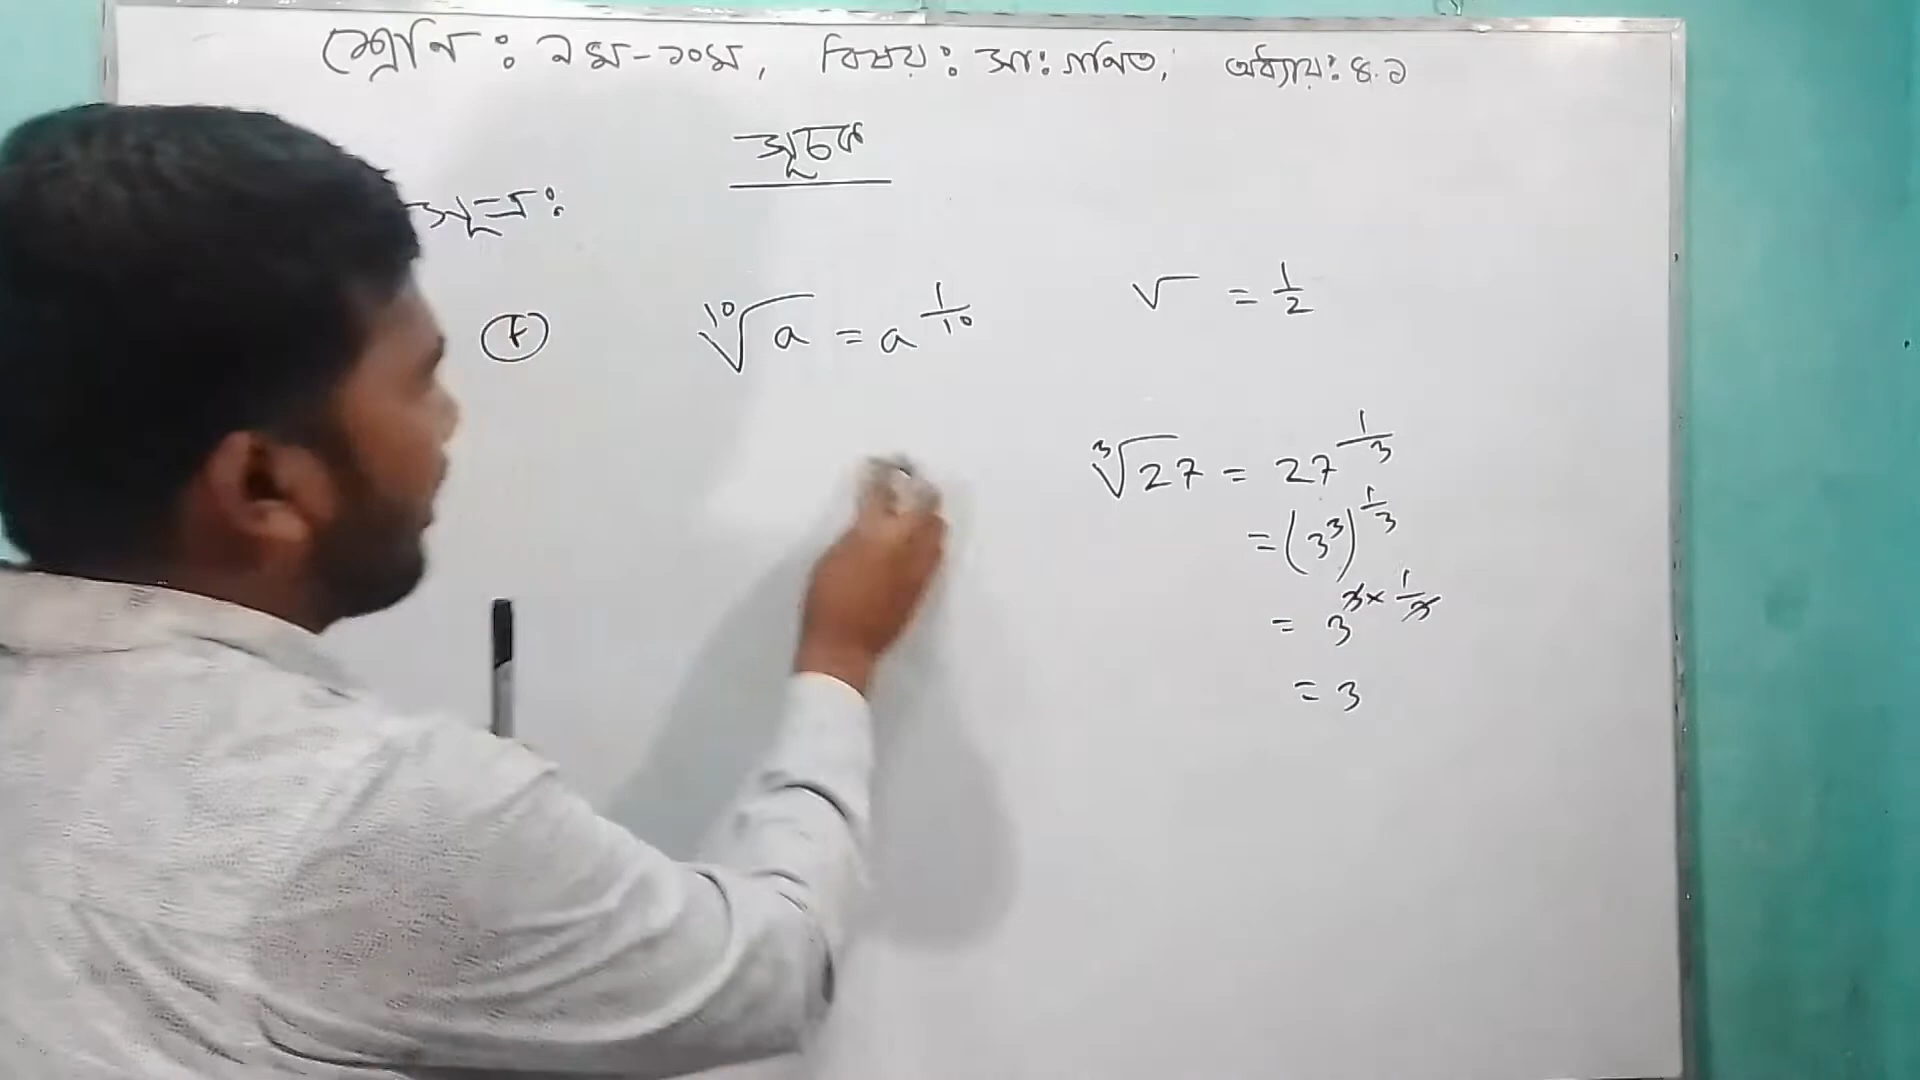 শ্রেণি : ৯ম-১০ম, বিষয় : সা: গণিত, অধ্যায় : ৪.১
সূচক
সূত্র :
¹⁰√a = a^(1/10)
√ = 1/2
³√27 = 27^(1/3)
= (3³)^(1/3)
= 3^(3×1/3)
= 3